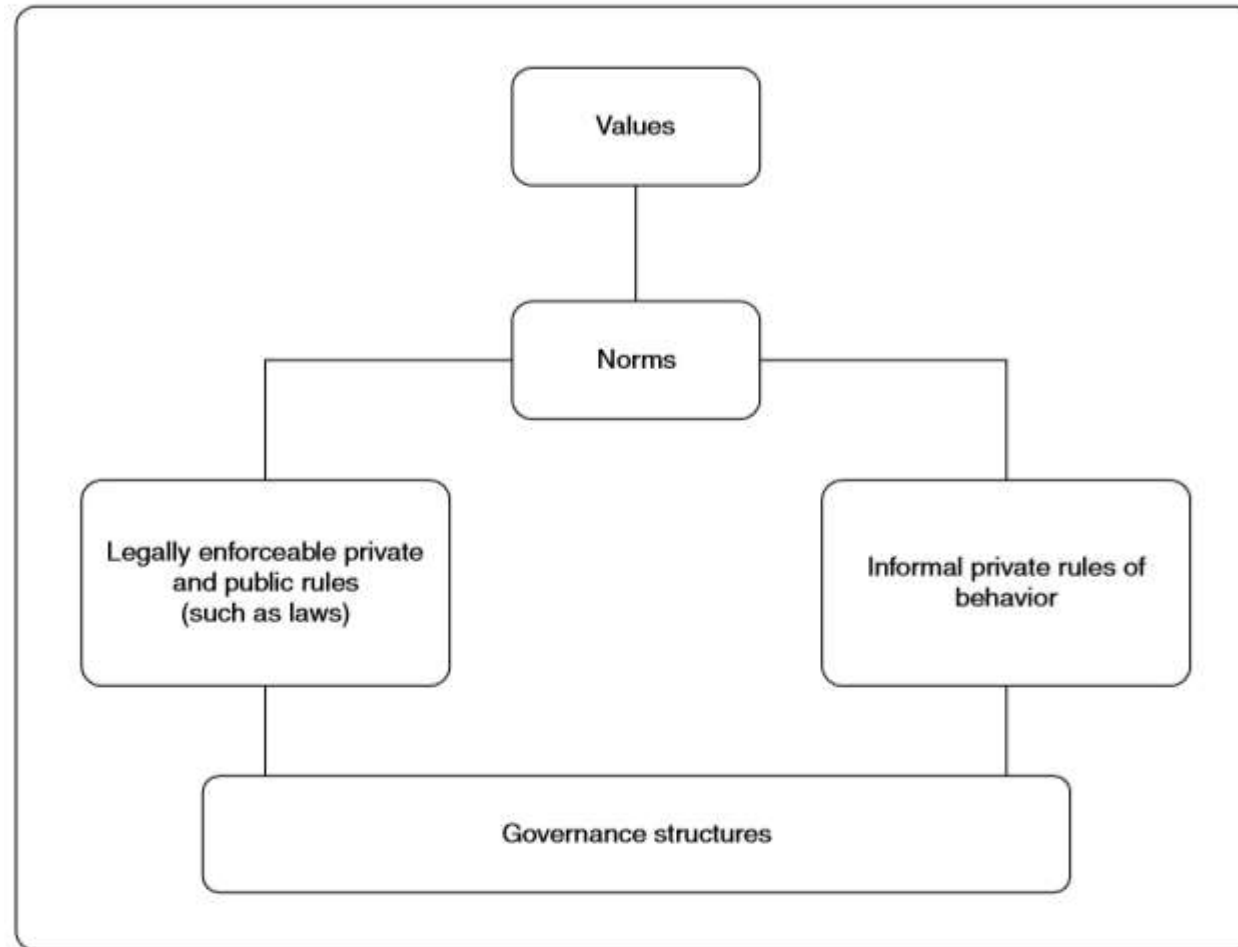 Values
Norms
Legally enforceable private
and public rules
(such as laws)
Informal private rules of
behavior
Governance structures